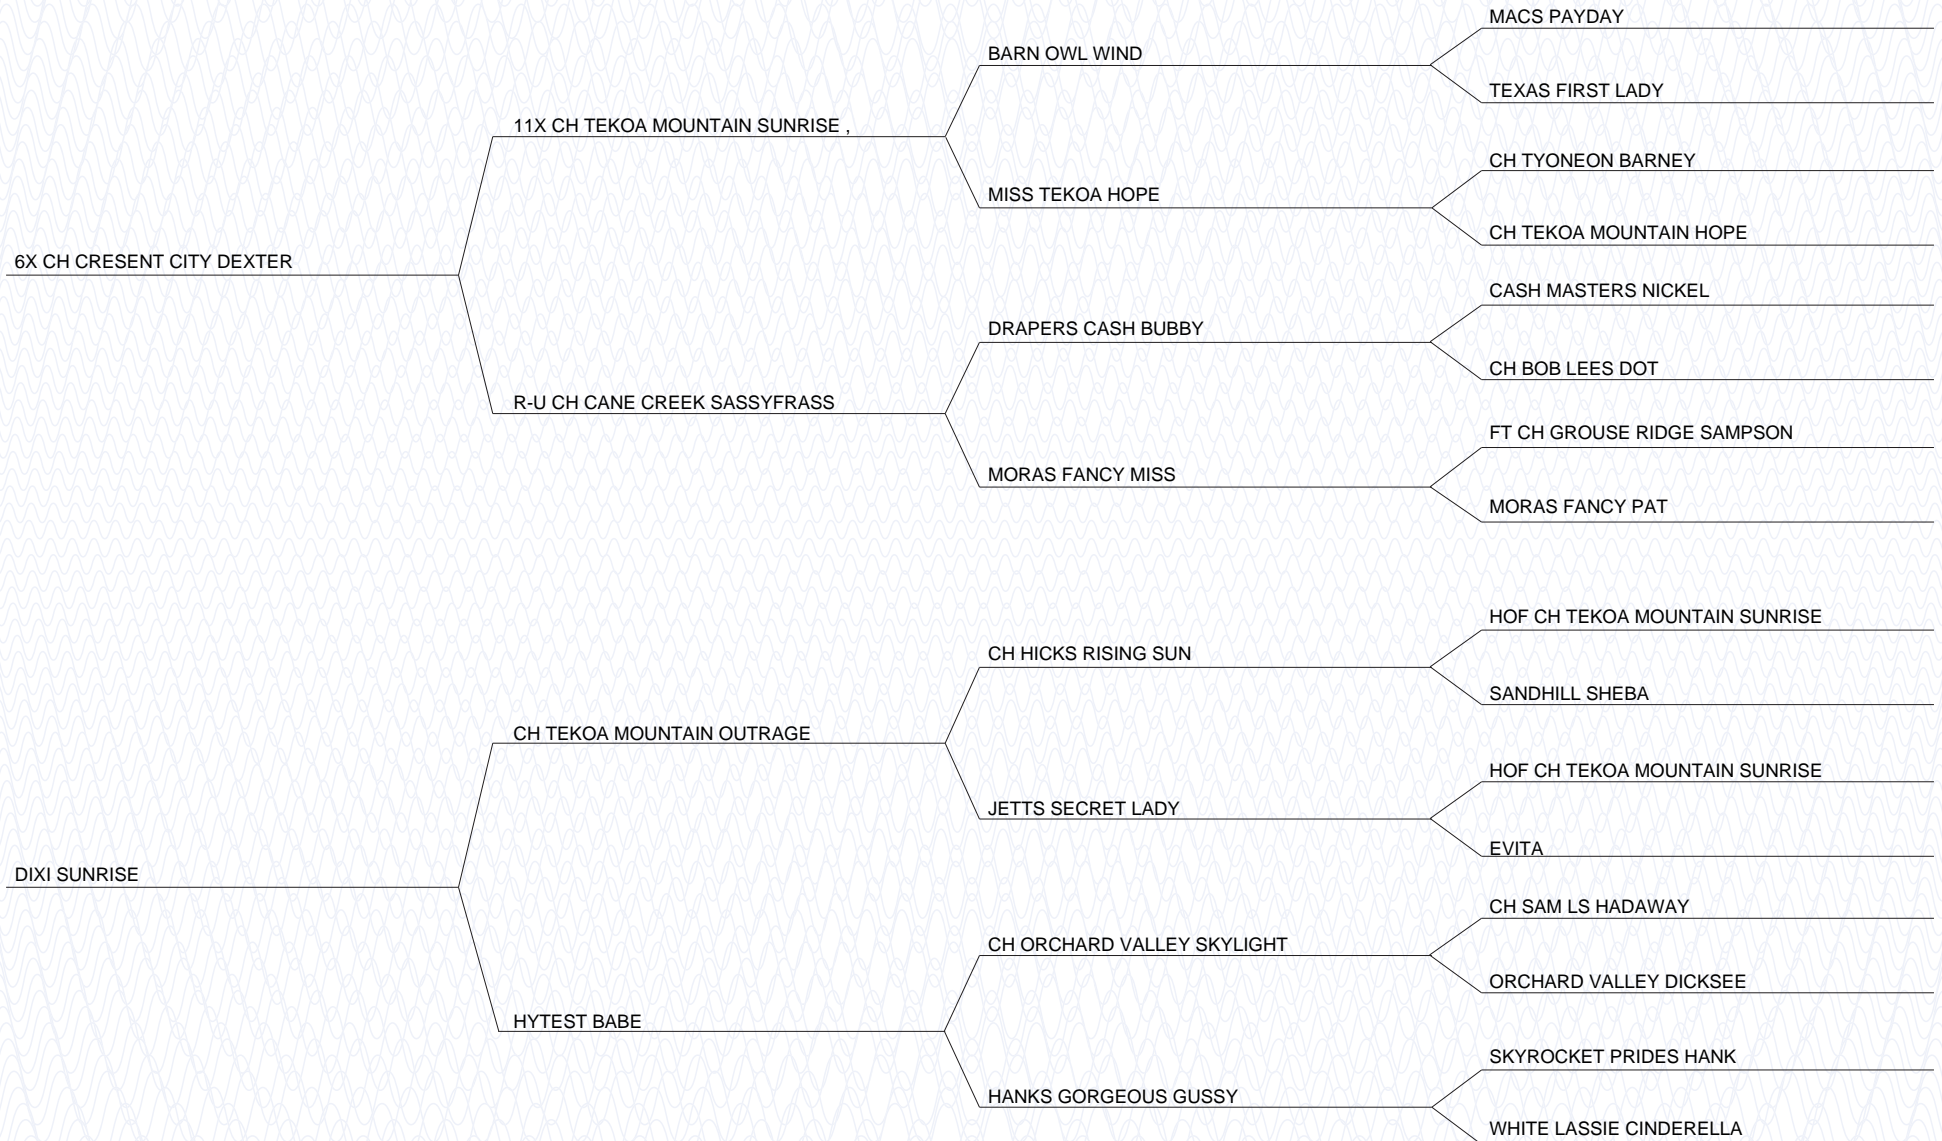 MACS PAYDAY
BARN OWL WIND
TEXAS FIRST LADY
11X CH TEKOA MOUNTAIN SUNRISE ,
CH TYONEON BARNEY
MISS TEKOA HOPE
CH TEKOA MOUNTAIN HOPE
6X CH CRESENT CITY DEXTER
CASH MASTERS NICKEL
DRAPERS CASH BUBBY
CH BOB LEES DOT
R-U CH CANE CREEK SASSYFRASS
FT CH GROUSE RIDGE SAMPSON
MORAS FANCY MISS
MORAS FANCY PAT
HOF CH TEKOA MOUNTAIN SUNRISE
CH HICKS RISING SUN
SANDHILL SHEBA
CH TEKOA MOUNTAIN OUTRAGE
HOF CH TEKOA MOUNTAIN SUNRISE
JETTS SECRET LADY
EVITA
DIXI SUNRISE
CH SAM LS HADAWAY
CH ORCHARD VALLEY SKYLIGHT
ORCHARD VALLEY DICKSEE
HYTEST BABE
SKYROCKET PRIDES HANK
HANKS GORGEOUS GUSSY
WHITE LASSIE CINDERELLA